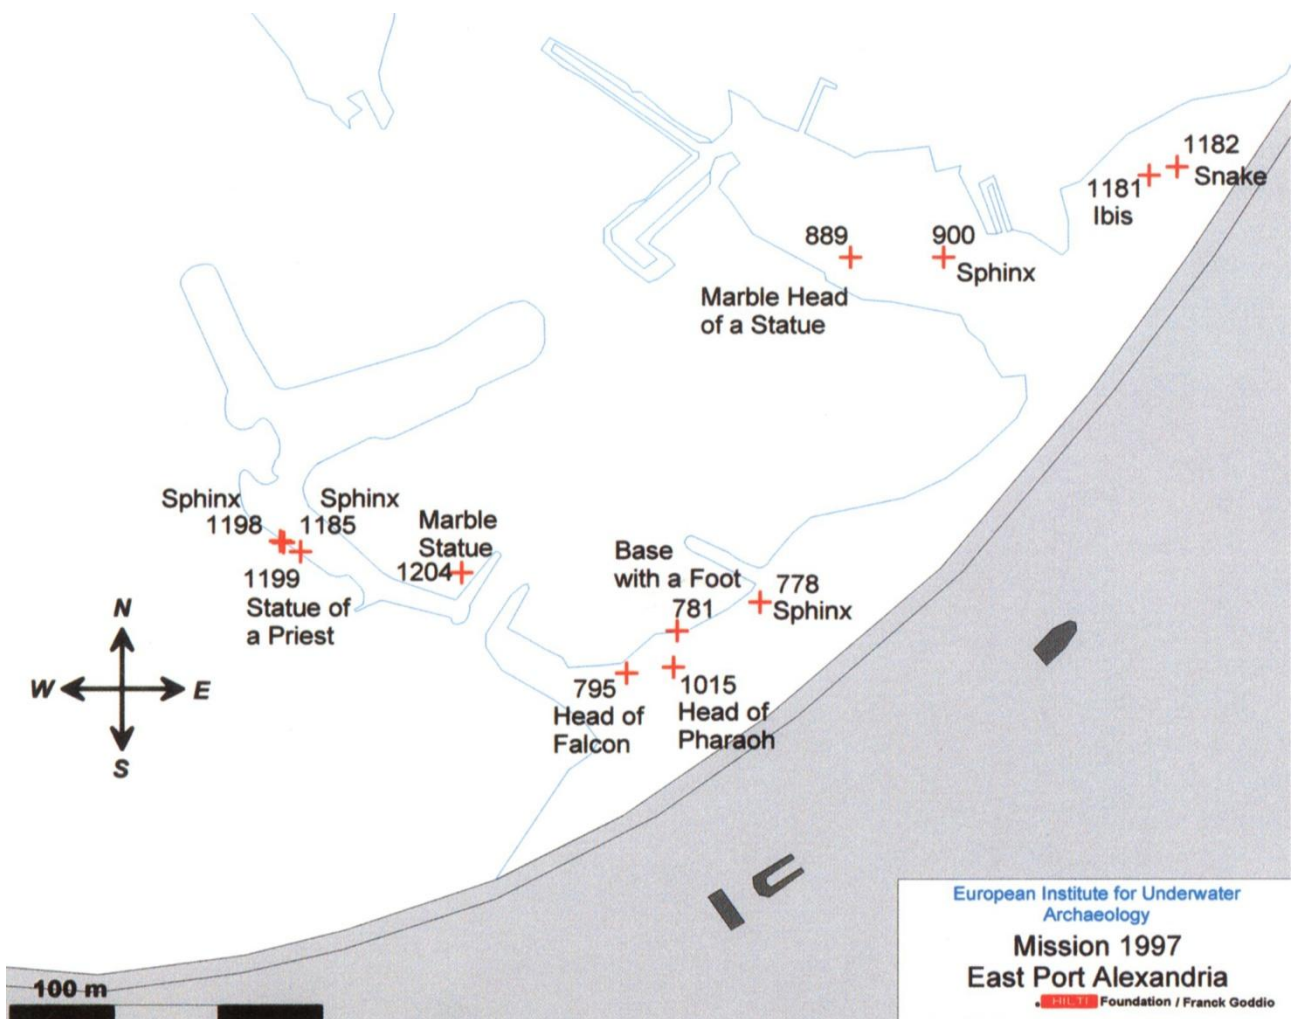 1182
Snake
1181
Ibis
889
900
Sphinx
Marble Head
of a Statue
Sphinx
1198
Sphinx
1185
1199
Statue of
a Priest
Marble
Statue
1204
Base
with a Foot
781
778
Sphinx
795
Head of
Falcon
1015
Head of
Pharaoh
N
W
E
S
100 m
European Institute for Underwater
Archaeology
Mission 1997
East Port Alexandria
HILTI Foundation / Franck Goddio